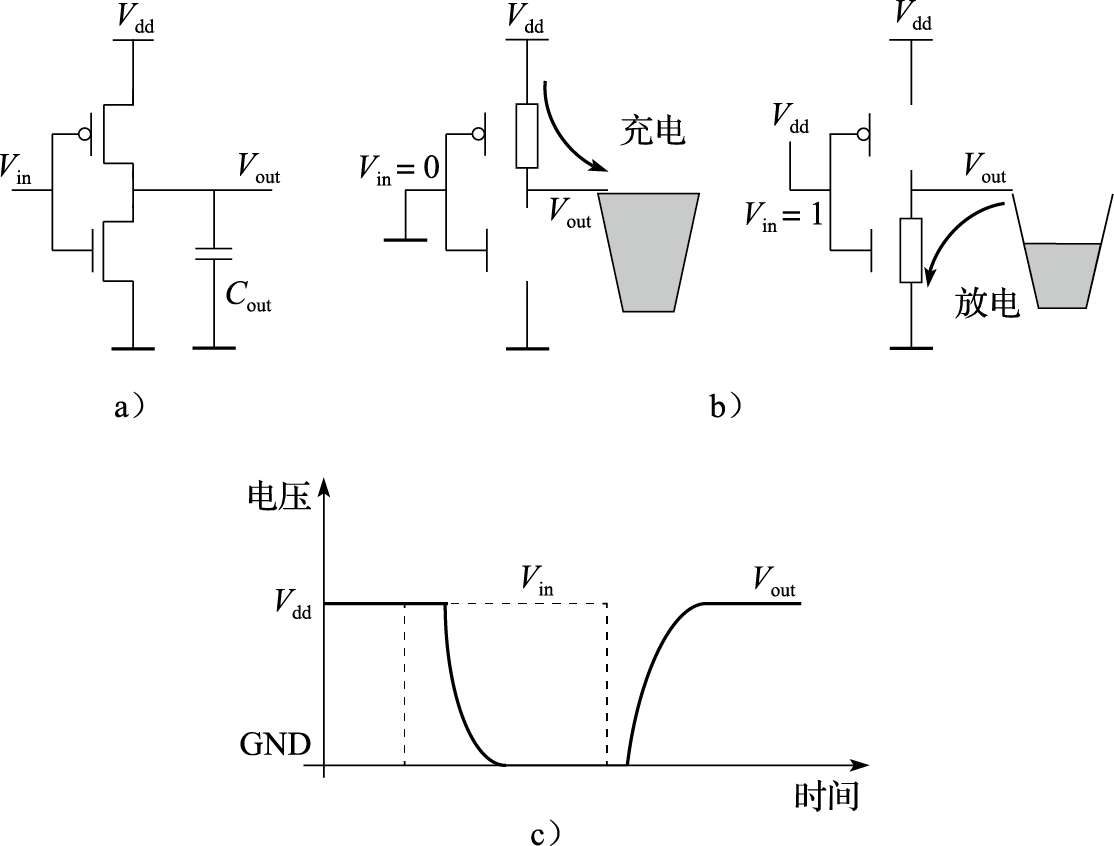 Vdd
Vin
Vout
Cout
a）
Vdd
Vin = 0
充电
Vout
Vdd
Vdd
Vin = 1
Vout
放电
b）
电压
Vdd
Vin
Vout
GND
时间
c）